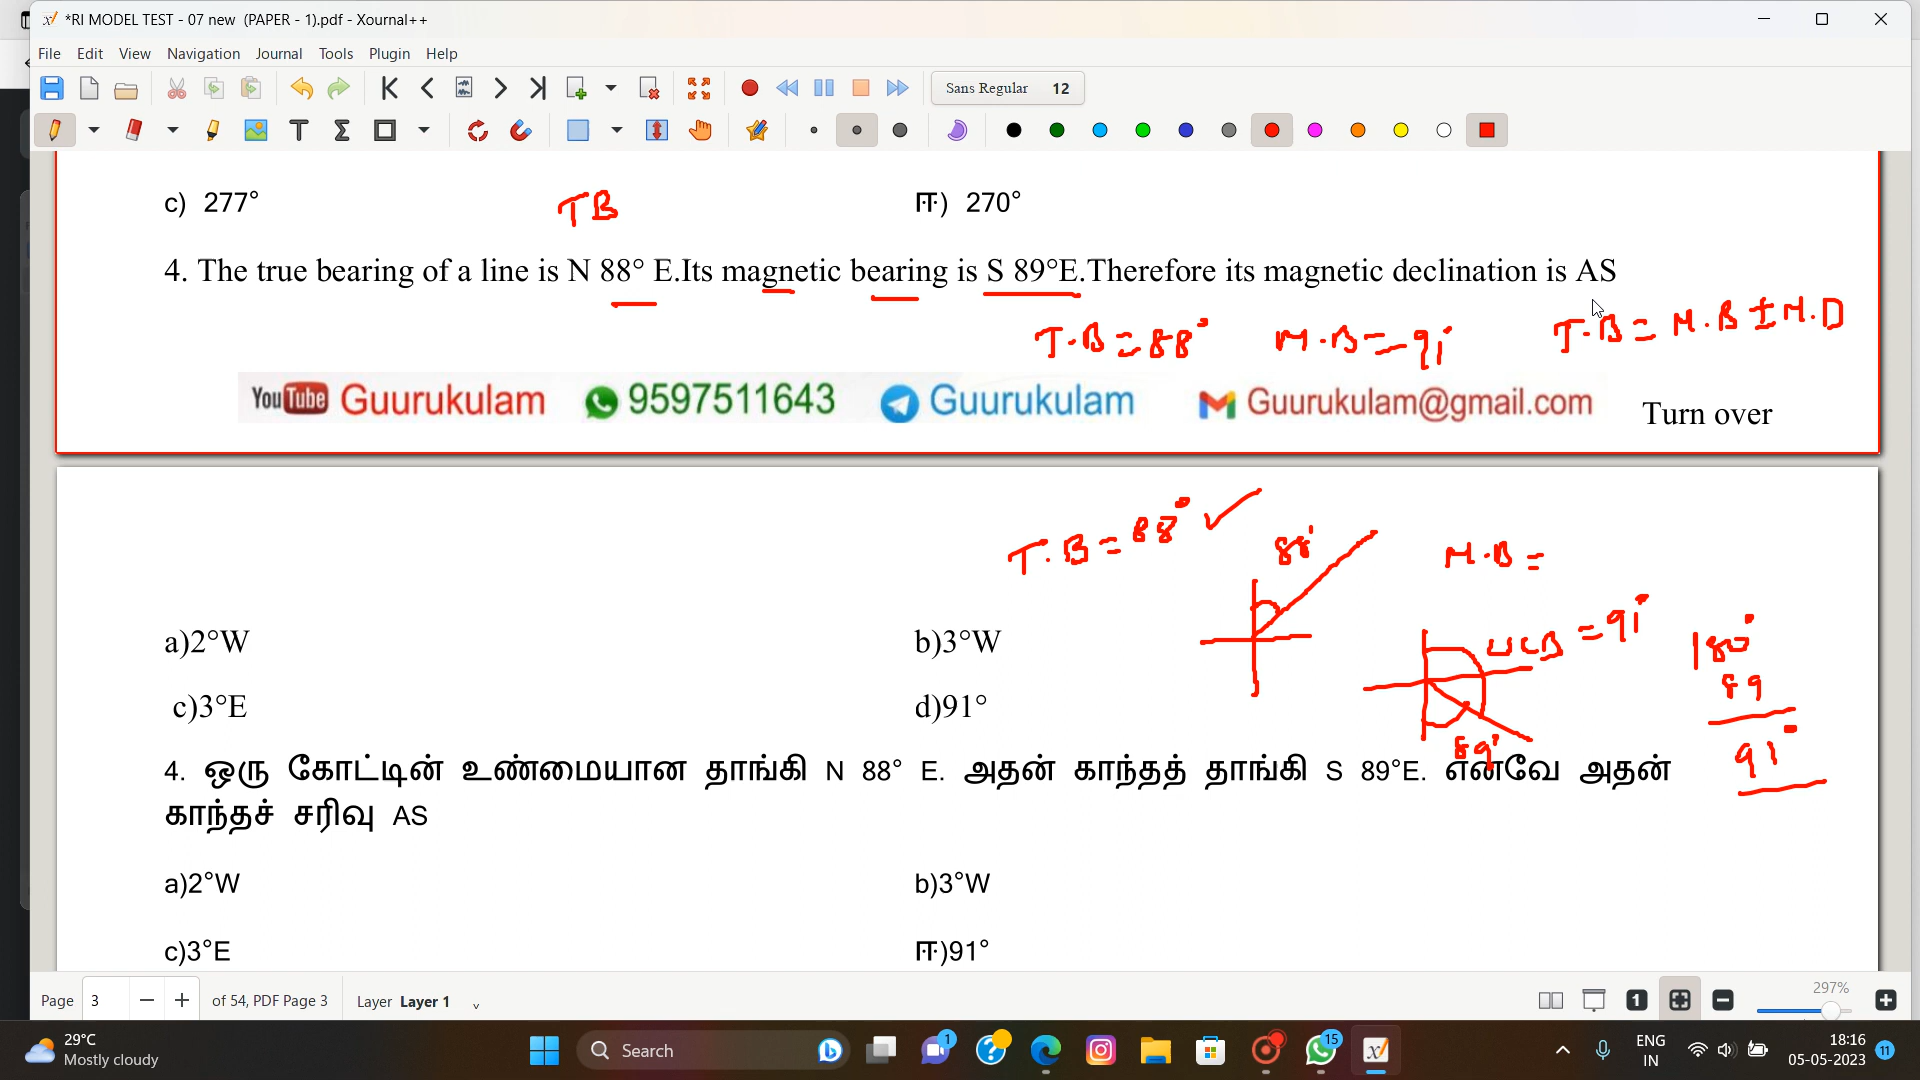 *RI MODEL TEST - 07 new (PAPER - 1).pdf - Xournal++
File Edit View Navigation Journal Tools Plugin Help
Sans Regular 12
c) 277° TB ஈ) 270°
4. The true bearing of a line is N 88° E.Its magnetic bearing is S 89°E.Therefore its magnetic declination is AS
T.B = 88° M.B = 91° T.B = M.B ± M.D
YouTube Guurukulam 9597511643 Guurukulam Guurukulam@gmail.com
Turn over
T.B = 88° ✓ 88° M.B =
a)2°W b)3°W WCB = 91° 180°
89
c)3°E d)91°
89° 91°
4. ஒரு கோட்டின் உண்மையான தாங்கி N 88° E. அதன் காந்தத் தாங்கி S 89°E. எனவே அதன்
காந்தச் சரிவு AS
a)2°W b)3°W
c)3°E ஈ)91°
Page 3 of 54, PDF Page 3 Layer Layer 1 297%
29°C
Mostly cloudy
Search
1
15
ENG
IN
18:16
05-05-2023
11